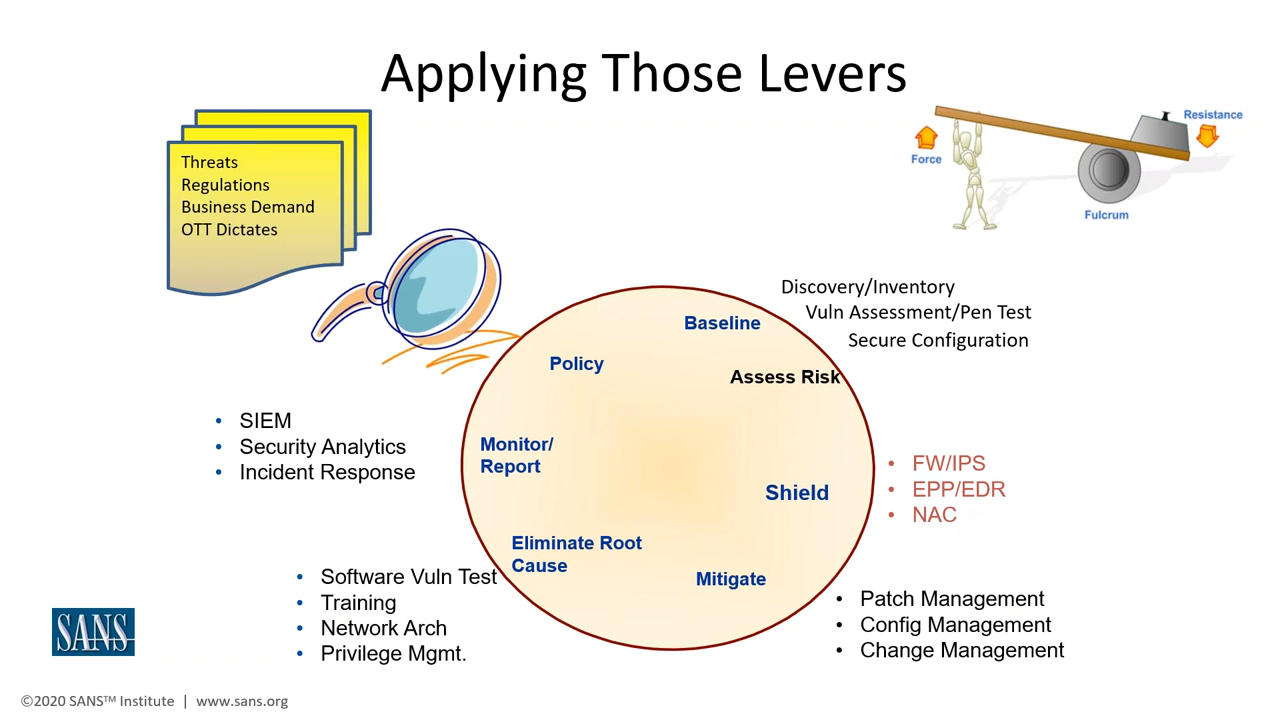 Applying Those Levers
Threats
Regulations
Business Demand
OTT Dictates
Force
Resistance
Fulcrum
Discovery/Inventory
Vuln Assessment/Pen Test
Secure Configuration
Baseline
Policy
Assess Risk
Monitor/
Report
Shield
Eliminate Root
Cause
Mitigate
• SIEM
• Security Analytics
• Incident Response
• FW/IPS
• EPP/EDR
• NAC
• Software Vuln Test
• Training
• Network Arch
• Privilege Mgmt.
• Patch Management
• Config Management
• Change Management
SANS
©2020 SANS™ Institute | www.sans.org